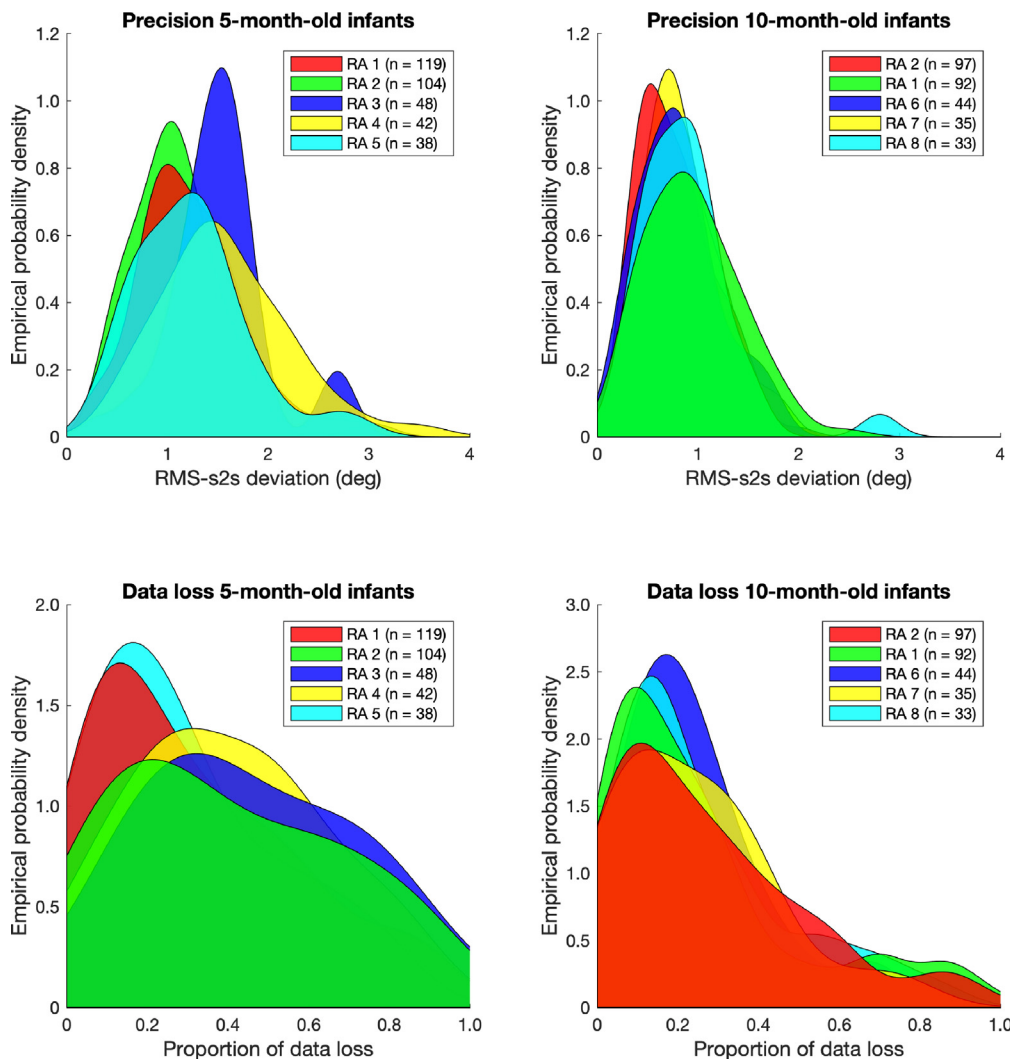 Precision 5-month-old infants
1.2
1.0
0.8
0.6
0.4
0.2
0
Empirical probability density
RA 1 (n = 119)
RA 2 (n = 104)
RA 3 (n = 48)
RA 4 (n = 42)
RA 5 (n = 38)
0 1 2 3 4
RMS-s2s deviation (deg)
Precision 10-month-old infants
1.2
1.0
0.8
0.6
0.4
0.2
0
Empirical probability density
RA 2 (n = 97)
RA 1 (n = 92)
RA 6 (n = 44)
RA 7 (n = 35)
RA 8 (n = 33)
0 1 2 3 4
RMS-s2s deviation (deg)
Data loss 5-month-old infants
2.0
1.5
1.0
0.5
0
Empirical probability density
RA 1 (n = 119)
RA 2 (n = 104)
RA 3 (n = 48)
RA 4 (n = 42)
RA 5 (n = 38)
0 0.2 0.4 0.6 0.8 1.0
Proportion of data loss
Data loss 10-month-old infants
3.0
2.5
2.0
1.5
1.0
0.5
0
Empirical probability density
RA 2 (n = 97)
RA 1 (n = 92)
RA 6 (n = 44)
RA 7 (n = 35)
RA 8 (n = 33)
0 0.2 0.4 0.6 0.8 1.0
Proportion of data loss